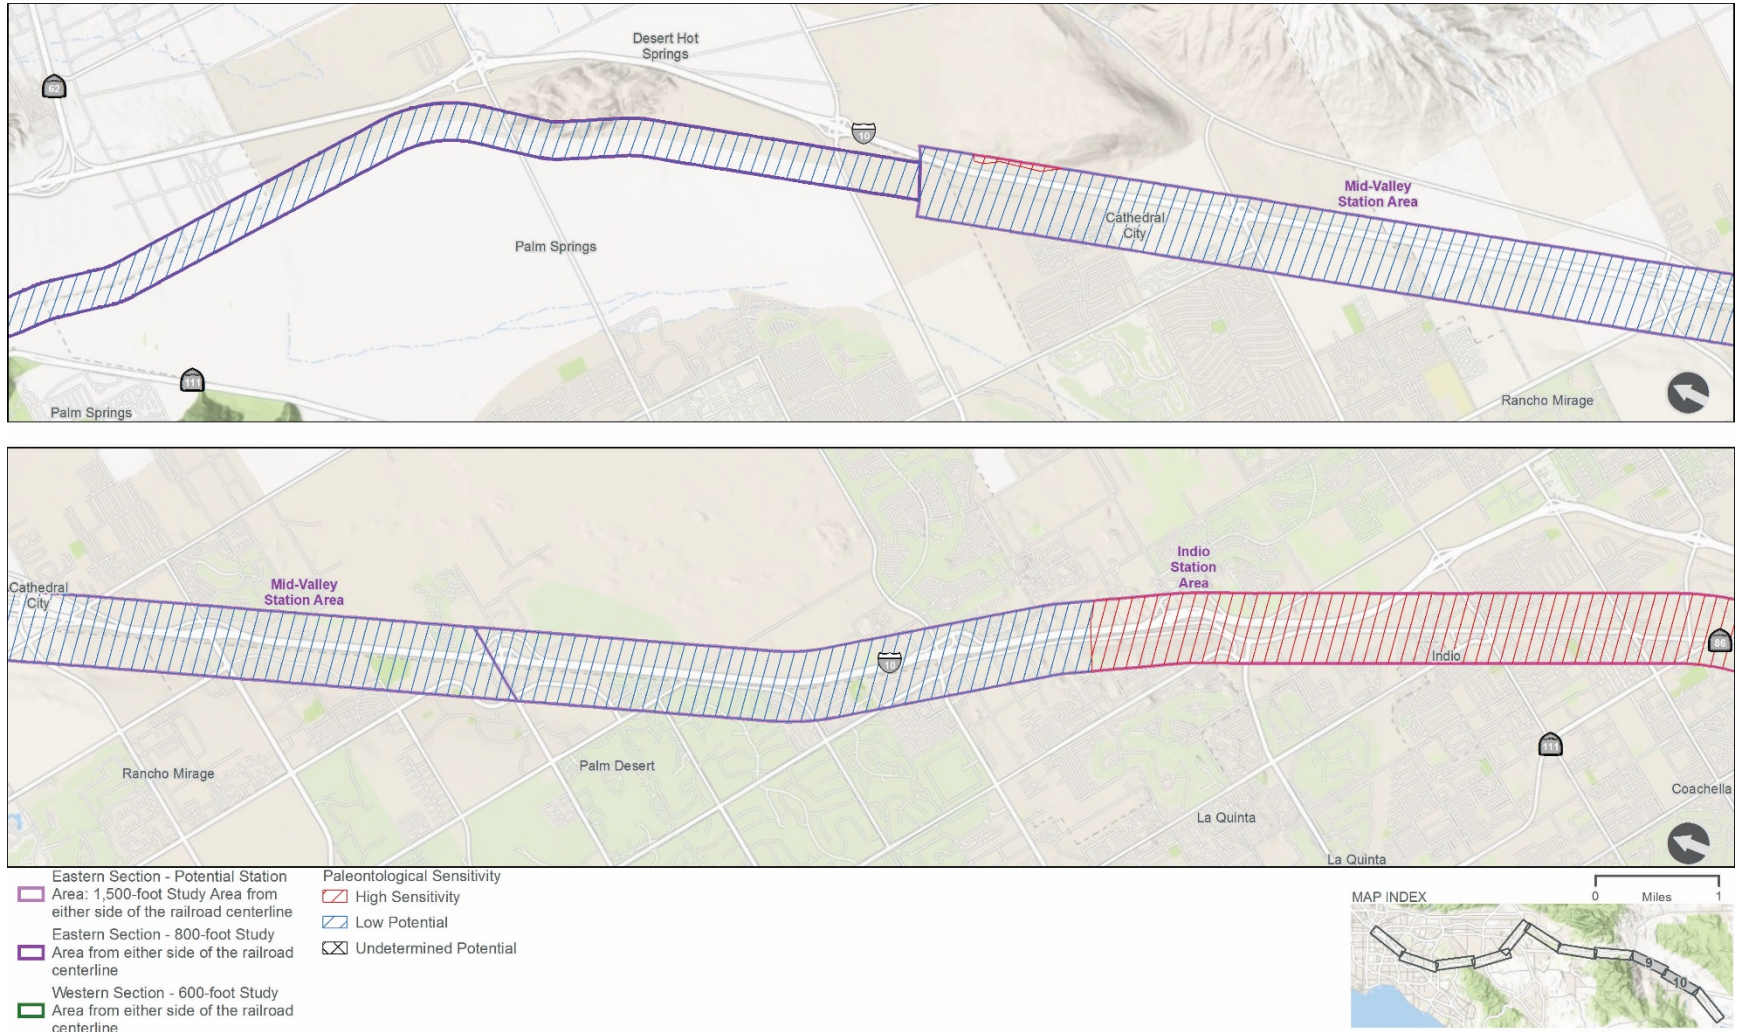 Desert Hot
Springs
62
10
Mid-Valley
Station Area
Cathedral
City
Palm Springs
111
Palm Springs
Rancho Mirage
Indio
Station
Area
Mid-Valley
Station Area
Cathedral
City
10
86
Indio
111
Rancho Mirage
Palm Desert
Coachella
La Quinta
La Quinta
Eastern Section - Potential Station
Area: 1,500-foot Study Area from
either side of the railroad centerline
Eastern Section - 800-foot Study
Area from either side of the railroad
centerline
Western Section - 600-foot Study
Area from either side of the railroad
centerline
Paleontological Sensitivity
High Sensitivity
Low Potential
Undetermined Potential
0 Miles 1
MAP INDEX
9
10